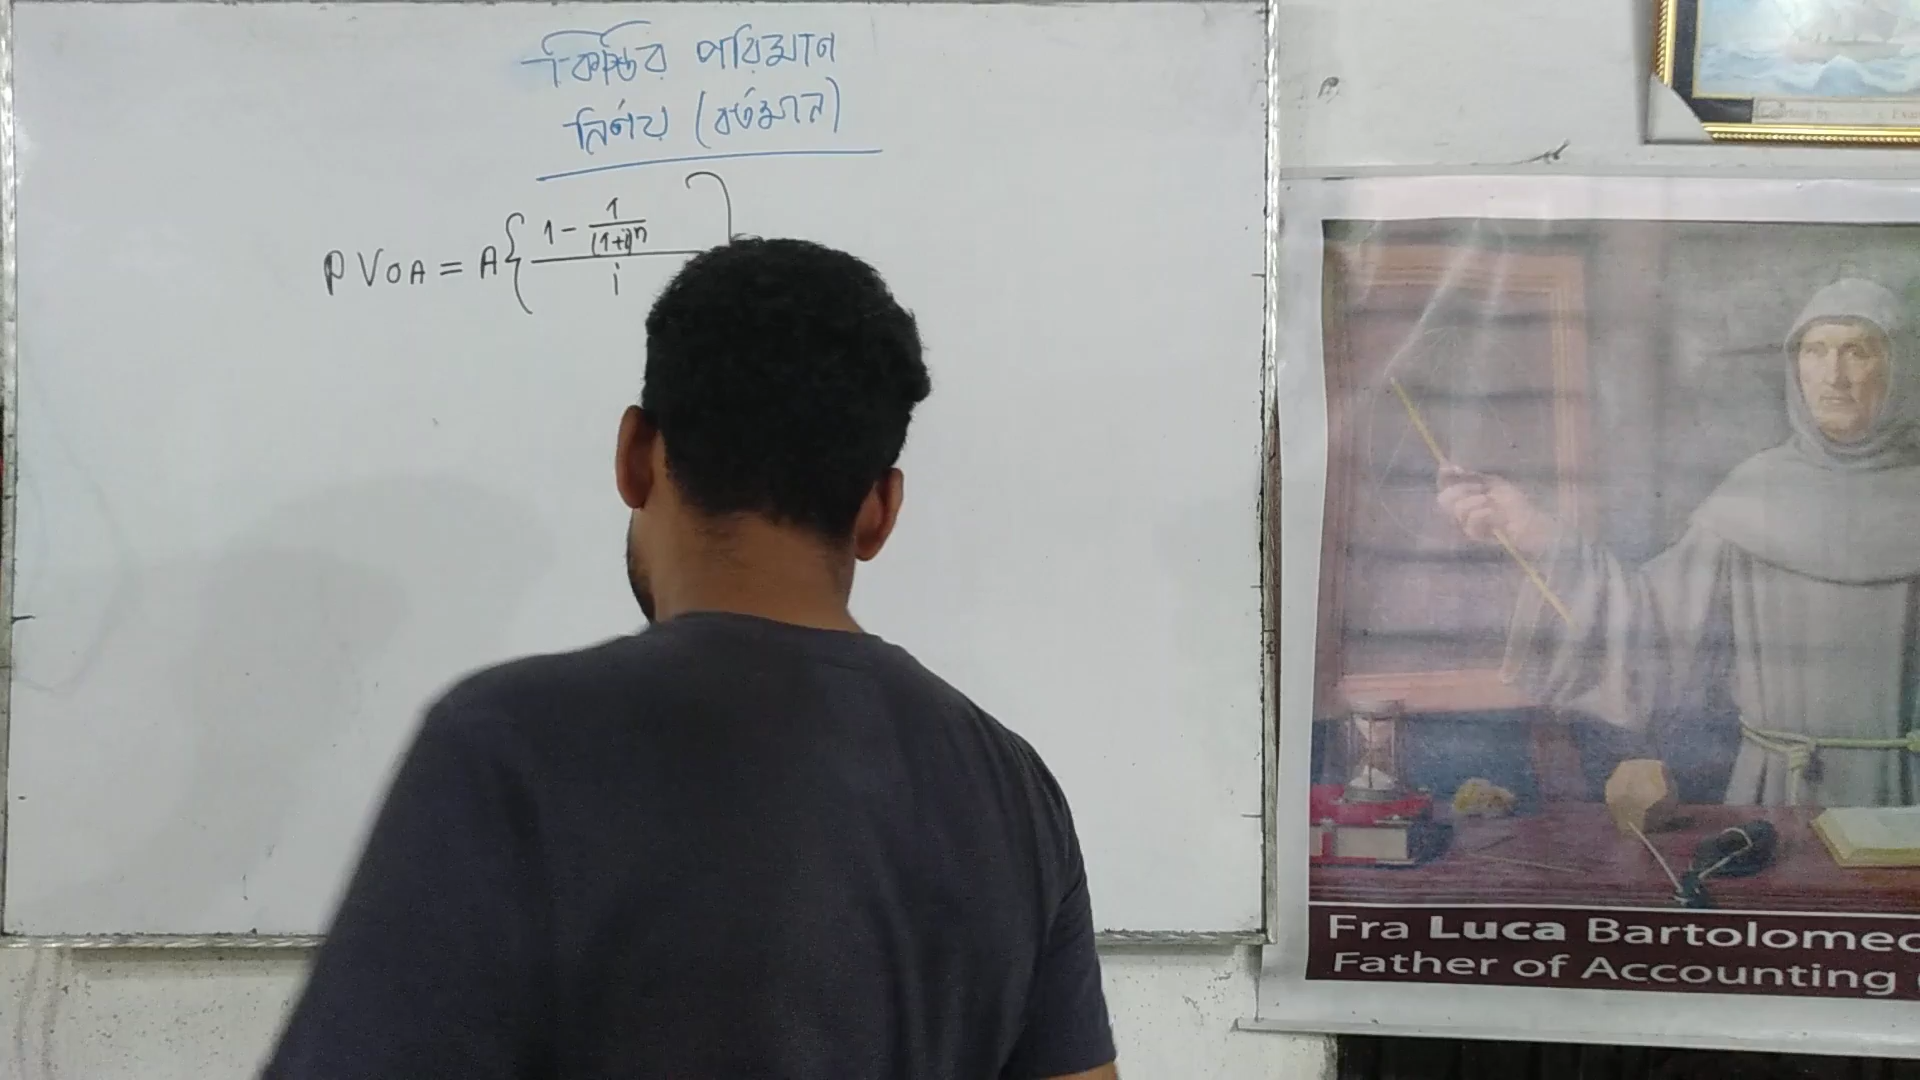 কিস্তির পরিমান
নির্ণয় (বর্তমান)
PVOA = A{ 1 - 1/(1+i)^n / i
Fra Luca Bartolomeo
Father of Accounting